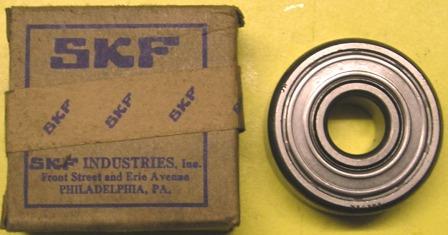 SKF
SKF SKF SKF
SKF INDUSTRIES, Inc.
Front Street and Erie Avenue
PHILADELPHIA, PA.